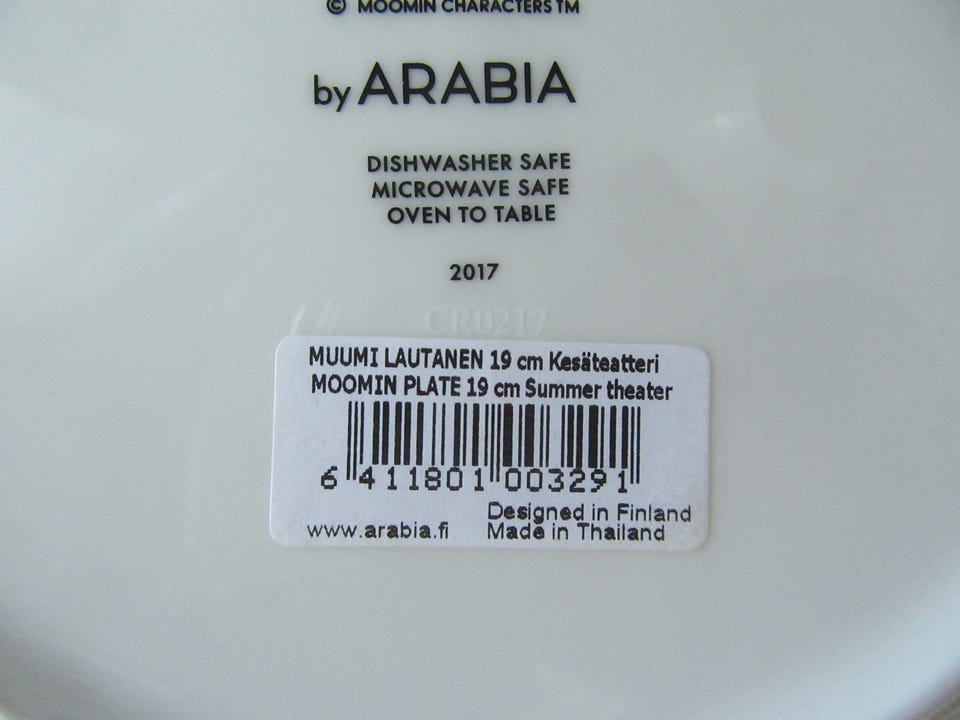 © MOOMIN CHARACTERS TM
by ARABIA
DISHWASHER SAFE
MICROWAVE SAFE
OVEN TO TABLE
2017
CR0217
MUUMI LAUTANEN 19 cm Kesäteatteri
MOOMIN PLATE 19 cm Summer theater
6 411801 003291
Designed in Finland
www.arabia.fi Made in Thailand